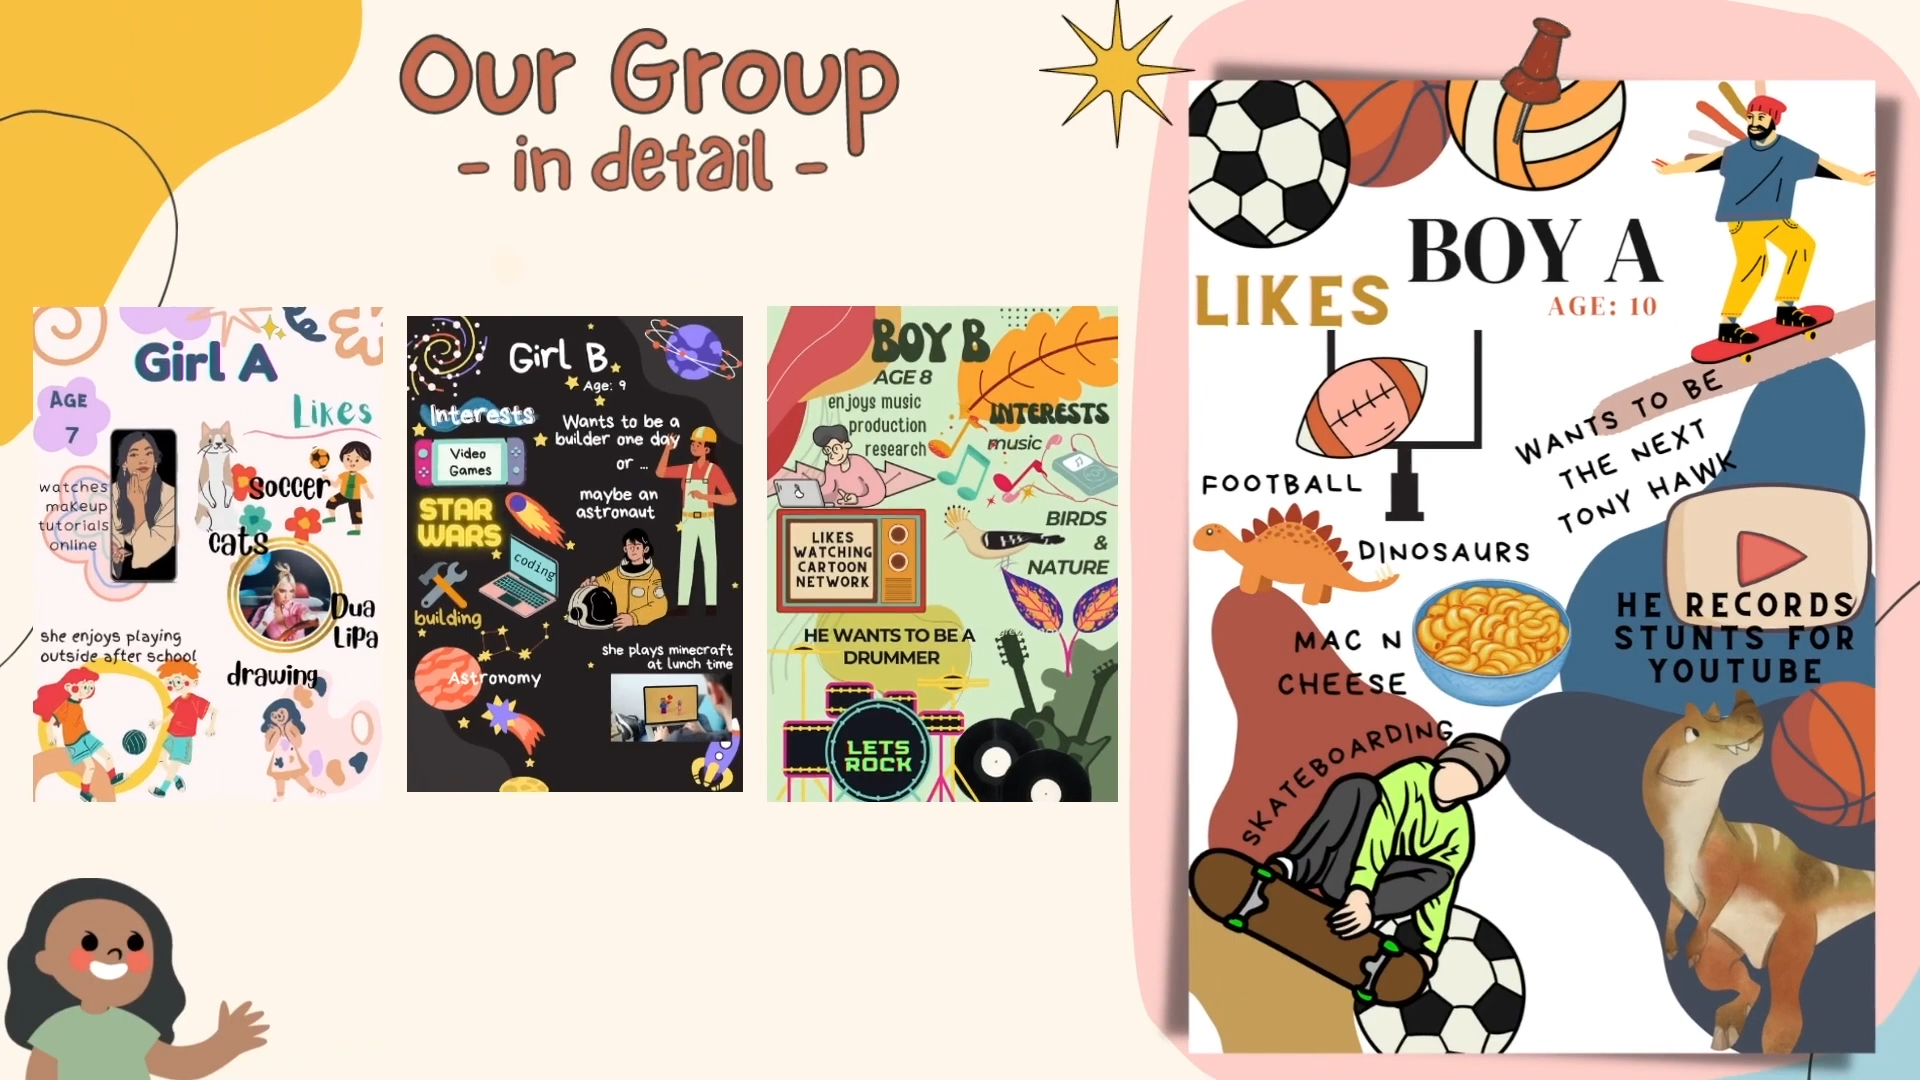 Our Group
- in detail -
Girl A
AGE
7
Likes
watches
makeup
tutorials
online
soccer
cats
Dua
Lipa
she enjoys playing
outside after school
drawing
Girl B
Age: 9
Interests
Wants to be a
builder one day
or ...
maybe an
astronaut
Video
Games
STAR
WARS
coding
building
Astronomy
she plays minecraft
at lunch time
BOY B
AGE 8
enjoys music
production
research
INTERESTS
music
BIRDS
&
NATURE
LIKES
WATCHING
CARTOON
NETWORK
HE WANTS TO BE A
DRUMMER
LETS
ROCK
BOY A
AGE: 10
LIKES
WANTS TO BE
THE NEXT
TONY HAWK
FOOTBALL
DINOSAURS
HE RECORDS
STUNTS FOR
YOUTUBE
MAC N
CHEESE
SKATEBOARDING